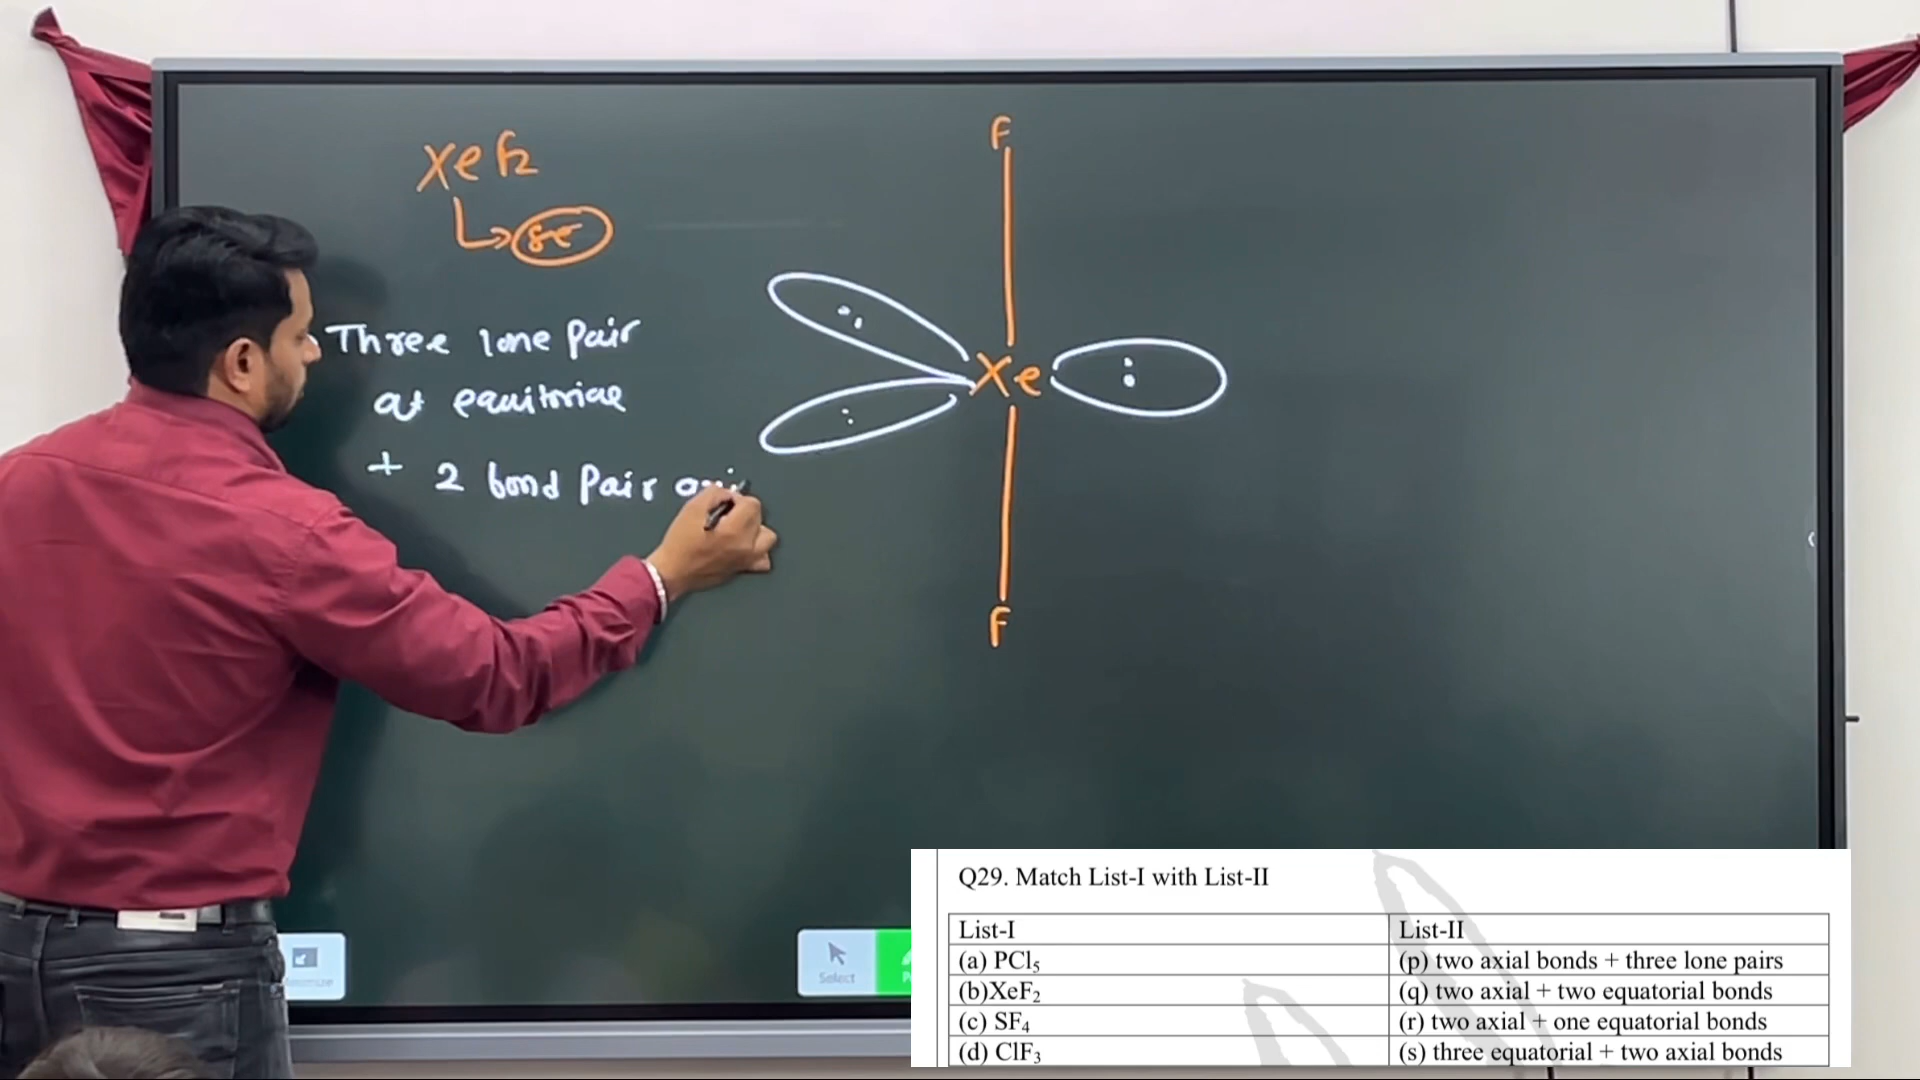 XeF2
8e
Three lone Pair
at equitoriae
+ 2 bond Pair axi
F
Xe
F
Select
Q29. Match List-I with List-II
List-I
List-II
(a) PCl5
(p) two axial bonds + three lone pairs
(b)XeF2
(q) two axial + two equatorial bonds
(c) SF4
(r) two axial + one equatorial bonds
(d) ClF3
(s) three equatorial + two axial bonds